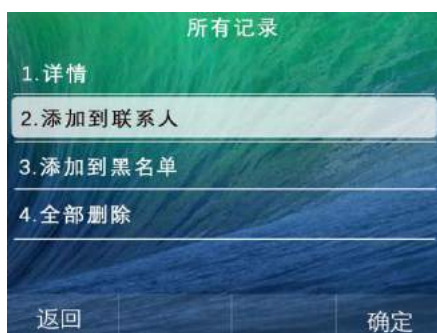 所有记录
1.详情
2.添加到联系人
3.添加到黑名单
4.全部删除
返回 确定